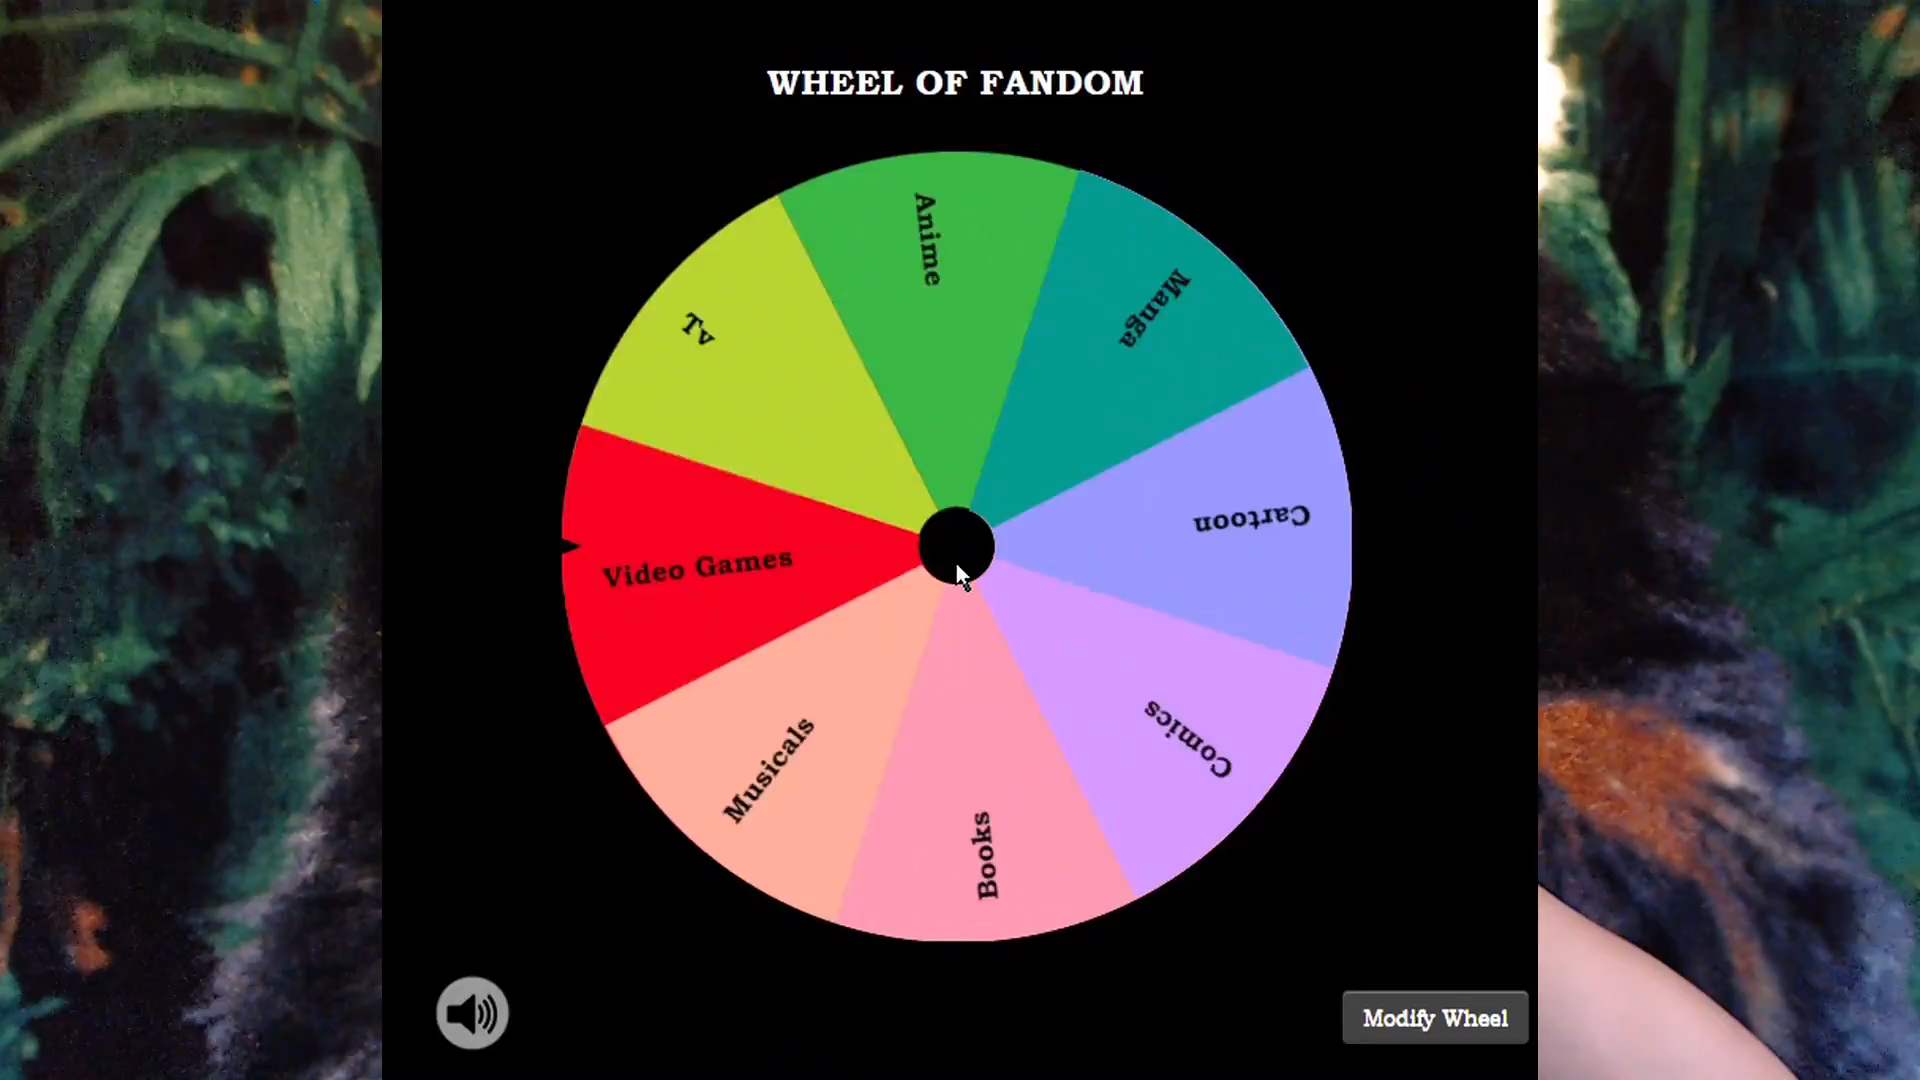 WHEEL OF FANDOM
Anime
Manga
Tv
Cartoon
Video Games
Comics
Musicals
Books
Modify Wheel